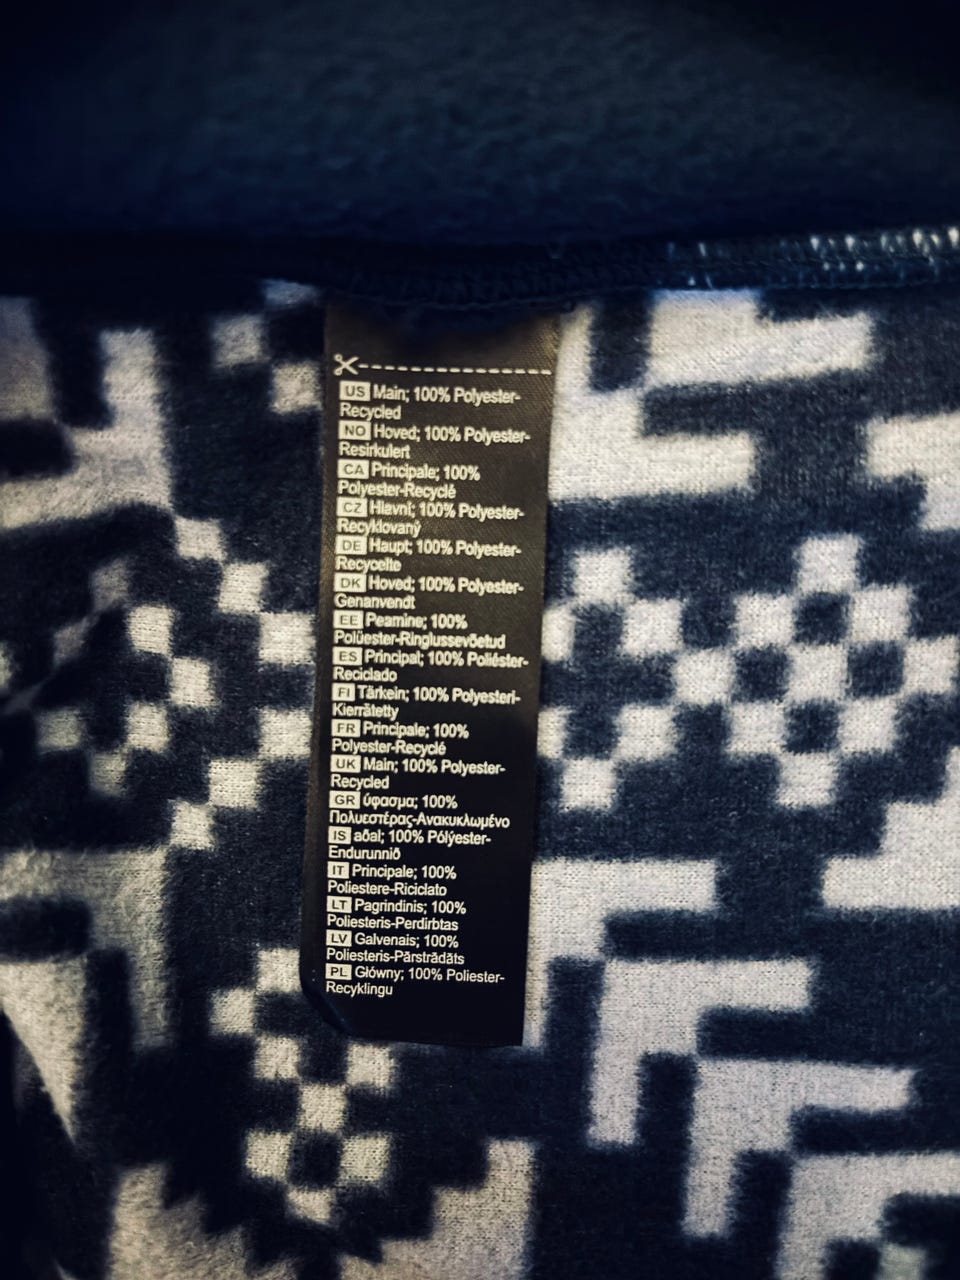 US Main; 100% Polyester-
Recycled
NO Hoved; 100% Polyester-
Resirkulert
CA Principale; 100%
Polyester-Recyclé
CZ Hlavní; 100% Polyester-
Recyklovaný
DE Haupt; 100% Polyester-
Recycelte
DK Hoved; 100% Polyester-
Genanvendt
EE Peamine; 100%
Polüester-Ringlussevõetud
ES Principal; 100% Poliéster-
Reciclado
FI Tärkein; 100% Polyesteri-
Kierrätetty
FR Principale; 100%
Polyester-Recyclé
UK Main; 100% Polyester-
Recycled
GR ύφασμα; 100%
Πολυεστέρας-Ανακυκλωμένο
IS aðal; 100% Pólýester-
Endurunnið
IT Principale; 100%
Poliestere-Riciclato
LT Pagrindinis; 100%
Poliesteris-Perdirbtas
LV Galvenais; 100%
Poliesteris-Pārstrādāts
PL Główny; 100% Poliester-
Recyklingu